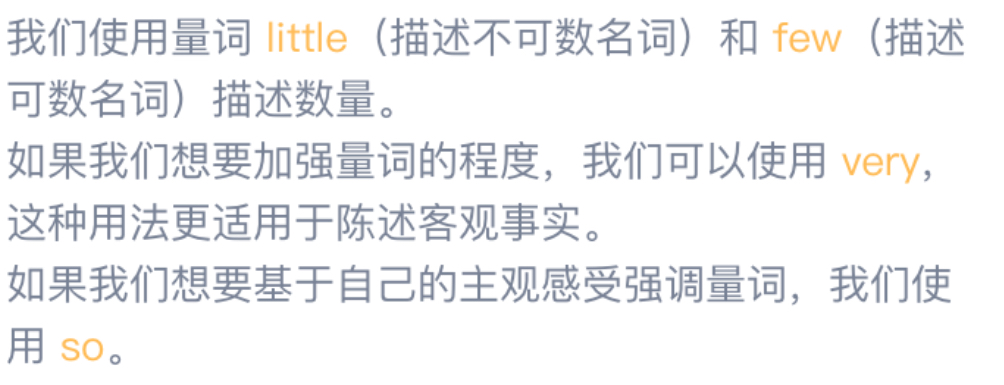 我们使用量词 little（描述不可数名词）和 few（描述
可数名词）描述数量。
如果我们想要加强量词的程度，我们可以使用 very，
这种用法更适用于陈述客观事实。
如果我们想要基于自己的主观感受强调量词，我们使
用 so。